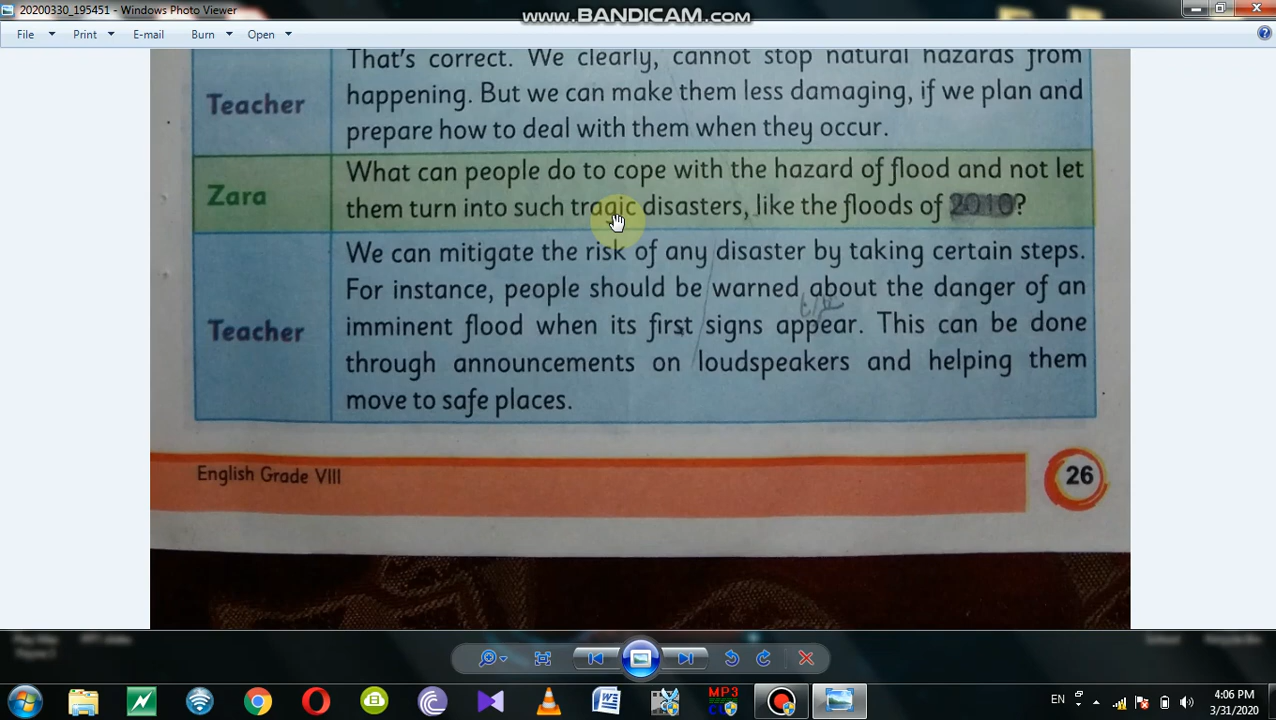 20200330_195451 - Windows Photo Viewer
www.BANDICAM.com
File Print E-mail Burn Open
That's correct. We clearly, cannot stop natural hazards from
Teacher
happening. But we can make them less damaging, if we plan and
prepare how to deal with them when they occur.
Zara
What can people do to cope with the hazard of flood and not let
them turn into such tragic disasters, like the floods of 2010?
Teacher
We can mitigate the risk of any disaster by taking certain steps.
For instance, people should be warned about the danger of an
imminent flood when its first signs appear. This can be done
through announcements on loudspeakers and helping them
move to safe places.
English Grade VIII
26
MP3
EN
4:06 PM
3/31/2020